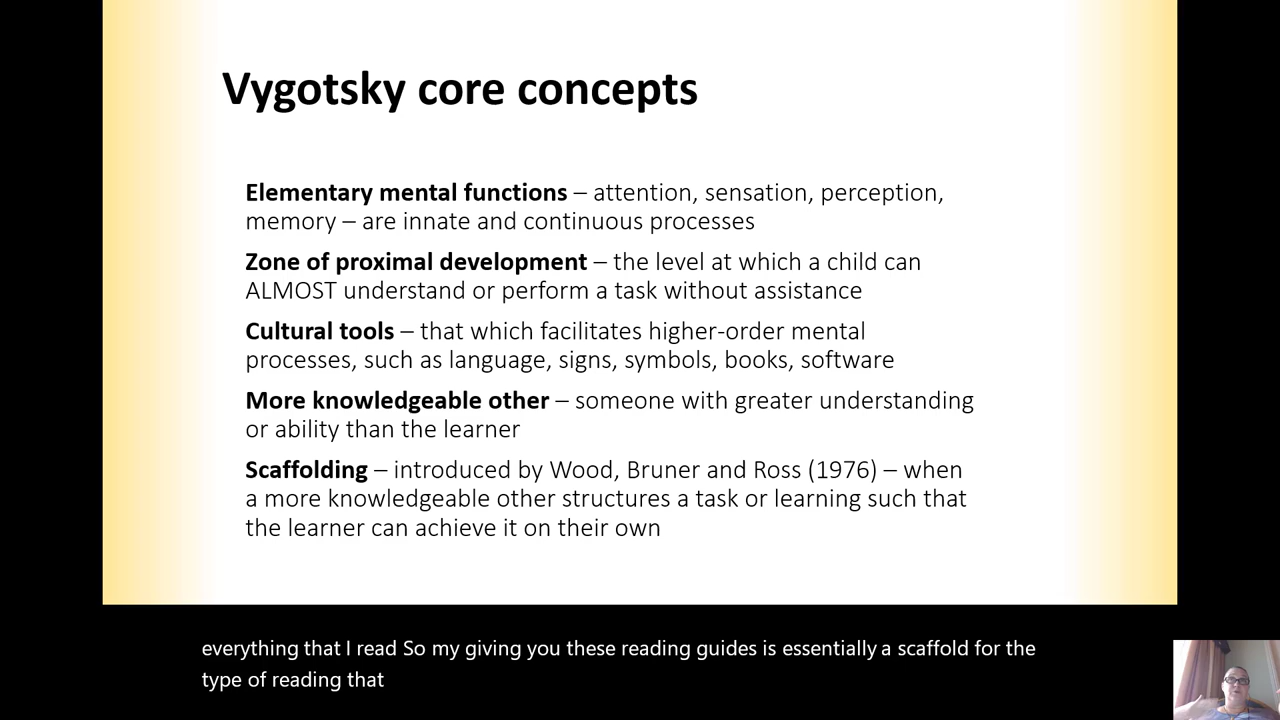 Vygotsky core concepts
Elementary mental functions – attention, sensation, perception,
memory – are innate and continuous processes
Zone of proximal development – the level at which a child can
ALMOST understand or perform a task without assistance
Cultural tools – that which facilitates higher-order mental
processes, such as language, signs, symbols, books, software
More knowledgeable other – someone with greater understanding
or ability than the learner
Scaffolding – introduced by Wood, Bruner and Ross (1976) – when
a more knowledgeable other structures a task or learning such that
the learner can achieve it on their own
everything that I read So my giving you these reading guides is essentially a scaffold for the
type of reading that